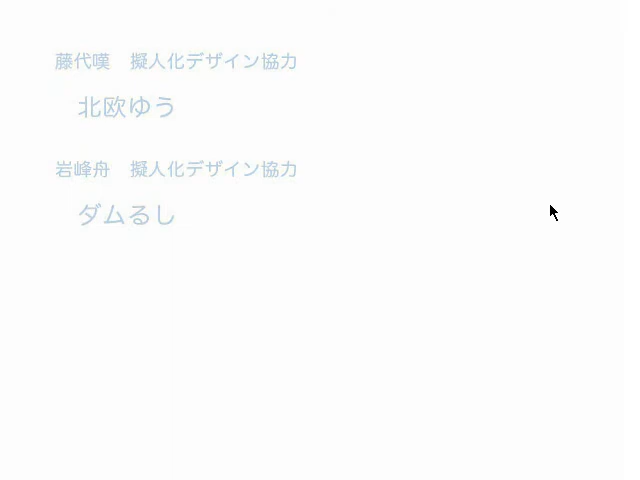 藤代嘆　擬人化デザイン協力
北欧ゆう
岩峰舟　擬人化デザイン協力
ダムるし